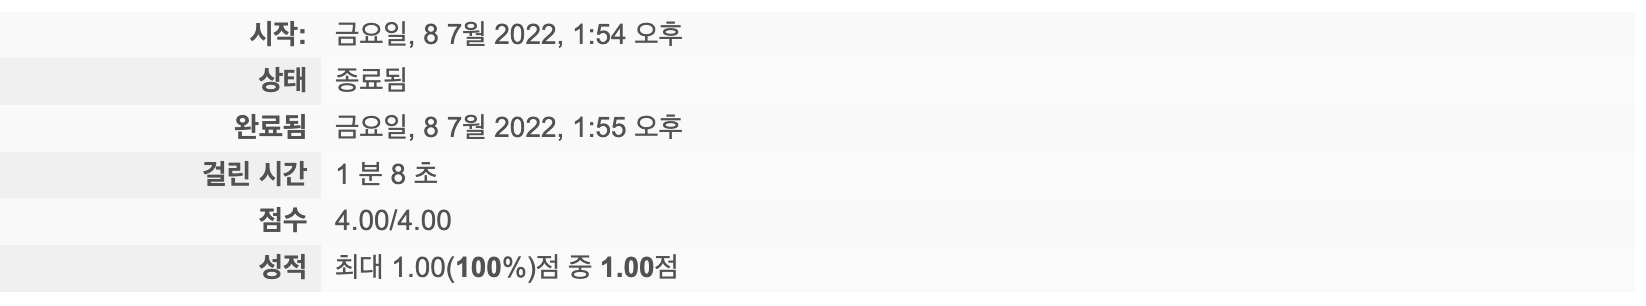 시작: 금요일, 8 7월 2022, 1:54 오후
상태 종료됨
완료됨 금요일, 8 7월 2022, 1:55 오후
걸린 시간 1 분 8 초
점수 4.00/4.00
성적 최대 1.00(100%)점 중 1.00점